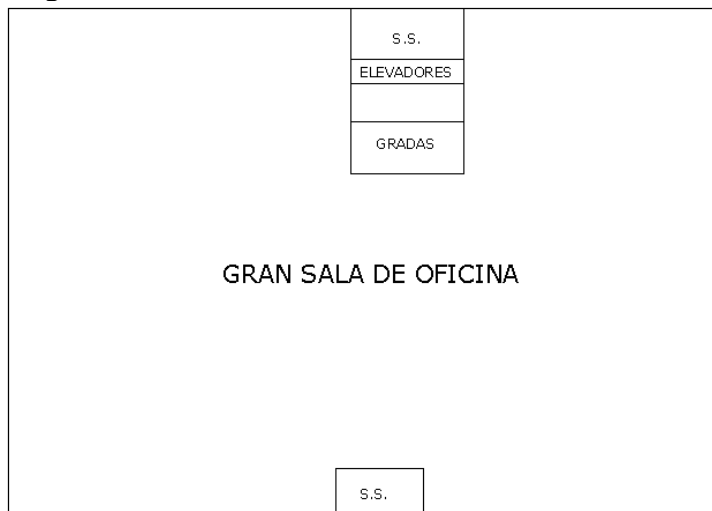 S.S.
ELEVADORES
GRADAS
GRAN SALA DE OFICINA
S.S.